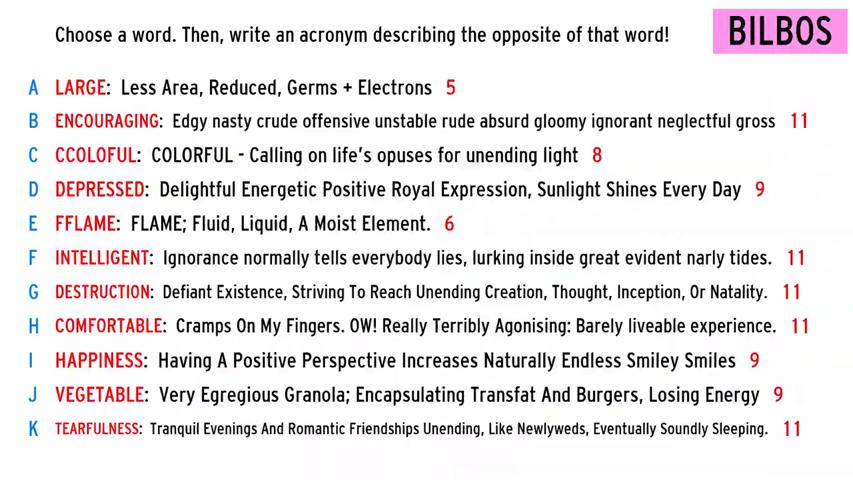 Choose a word. Then, write an acronym describing the opposite of that word!
BILBOS
A LARGE: Less Area, Reduced, Germs + Electrons 5
B ENCOURAGING: Edgy nasty crude offensive unstable rude absurd gloomy ignorant neglectful gross 11
C CCOLOFUL: COLORFUL - Calling on life's opuses for unending light 8
D DEPRESSED: Delightful Energetic Positive Royal Expression, Sunlight Shines Every Day 9
E FFLAME: FLAME; Fluid, Liquid, A Moist Element. 6
F INTELLIGENT: Ignorance normally tells everybody lies, lurking inside great evident narly tides. 11
G DESTRUCTION: Defiant Existence, Striving To Reach Unending Creation, Thought, Inception, Or Natality. 11
H COMFORTABLE: Cramps On My Fingers. OW! Really Terribly Agonising: Barely liveable experience. 11
I HAPPINESS: Having A Positive Perspective Increases Naturally Endless Smiley Smiles 9
J VEGETABLE: Very Egregious Granola; Encapsulating Transfat And Burgers, Losing Energy 9
K TEARFULNESS: Tranquil Evenings And Romantic Friendships Unending, Like Newlyweds, Eventually Soundly Sleeping. 11